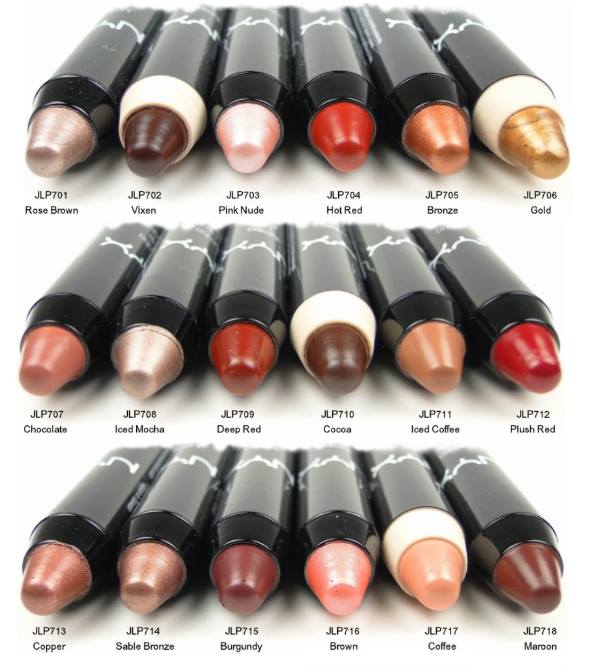 JLP701 JLP702 JLP703 JLP704 JLP705 JLP706
Rose Brown Vixen Pink Nude Hot Red Bronze Gold
JLP707 JLP708 JLP709 JLP710 JLP711 JLP712
Chocolate Iced Mocha Deep Red Cocoa Iced Coffee Plush Red
JLP713 JLP714 JLP715 JLP716 JLP717 JLP718
Copper Sable Bronze Burgundy Brown Coffee Maroon